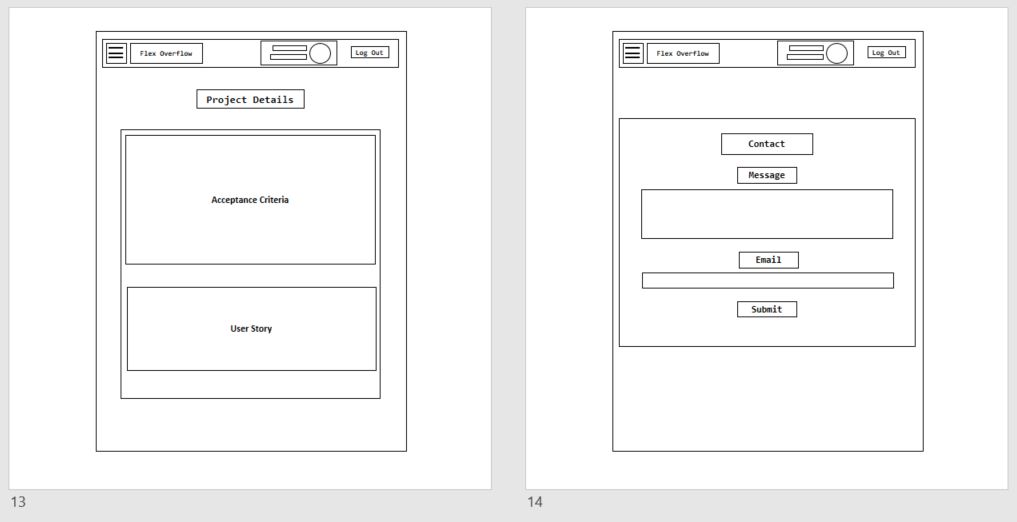 Flex Overflow
Log Out
Project Details
Acceptance Criteria
User Story
13
Flex Overflow
Log Out
Contact
Message
Email
Submit
14